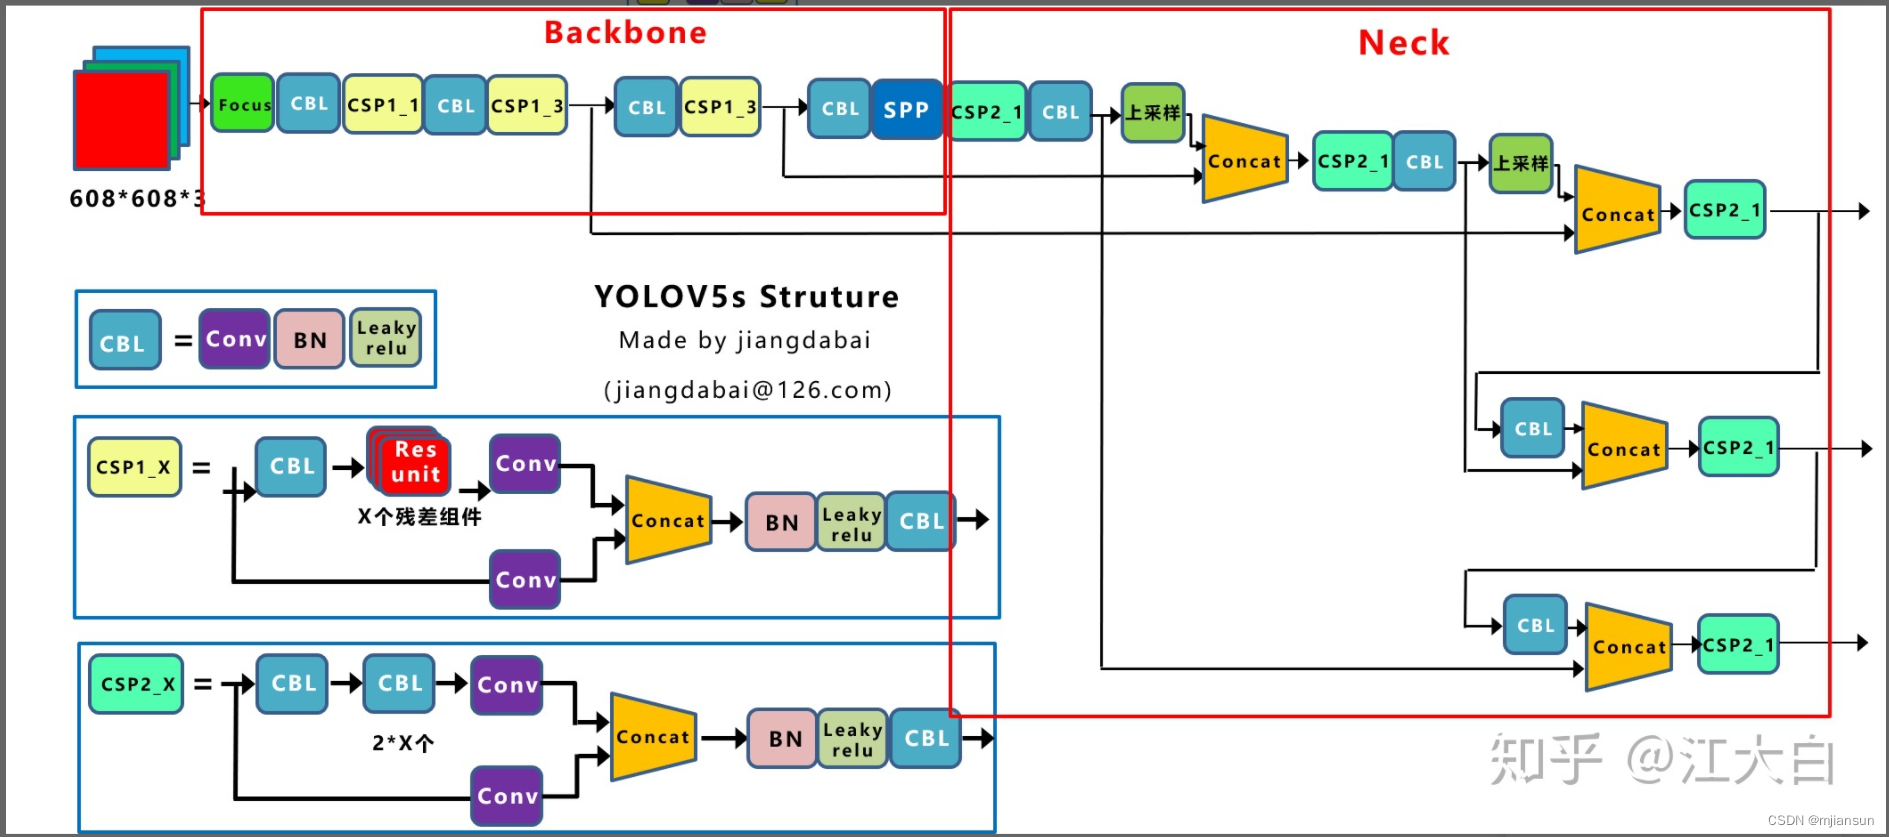 Backbone
Neck
Focus
CBL
CSP1_1
CBL
CSP1_3
CBL
CSP1_3
CBL
SPP
CSP2_1
CBL
上采样
Concat
CSP2_1
CBL
上采样
Concat
CSP2_1
608*608*3
YOLOV5s Struture
Made by jiangdabai
(jiangdabai@126.com)
CBL
=
Conv
BN
Leaky
relu
CBL
Concat
CSP2_1
CSP1_X
=
CBL
Res
unit
X个残差组件
Conv
Conv
Concat
BN
Leaky
relu
CBL
CBL
Concat
CSP2_1
CSP2_X
=
CBL
CBL
2*X个
Conv
Conv
Concat
BN
Leaky
relu
CBL
知乎 @江大白
CSDN @mjiansun